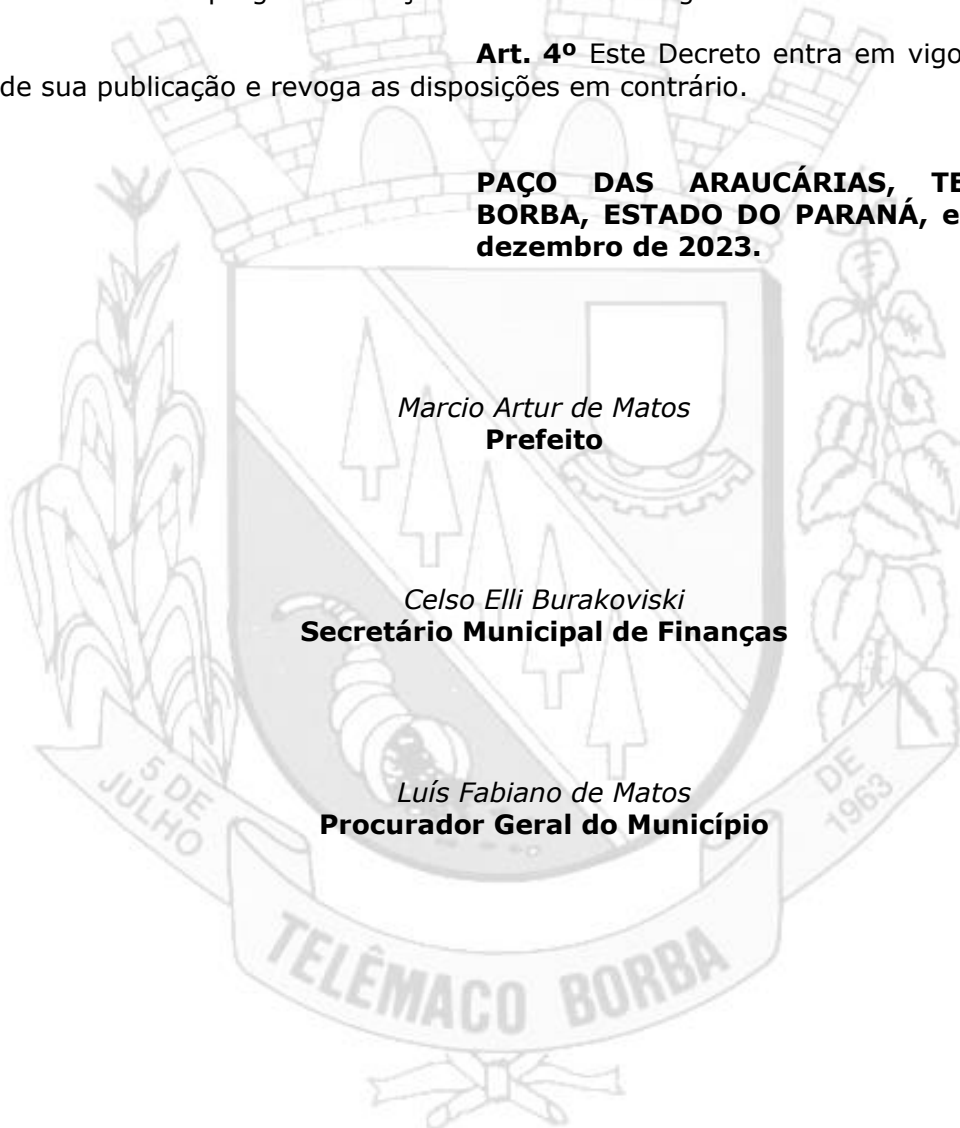 Art. 4º Este Decreto entra em vigo
de sua publicação e revoga as disposições em contrário.
PAÇO DAS ARAUCÁRIAS, TE
BORBA, ESTADO DO PARANÁ, e
dezembro de 2023.
Marcio Artur de Matos
Prefeito
Celso Elli Burakoviski
Secretário Municipal de Finanças
Luís Fabiano de Matos
Procurador Geral do Município
5 DE
JULHO
DE
1963
TELÊMACO BORBA